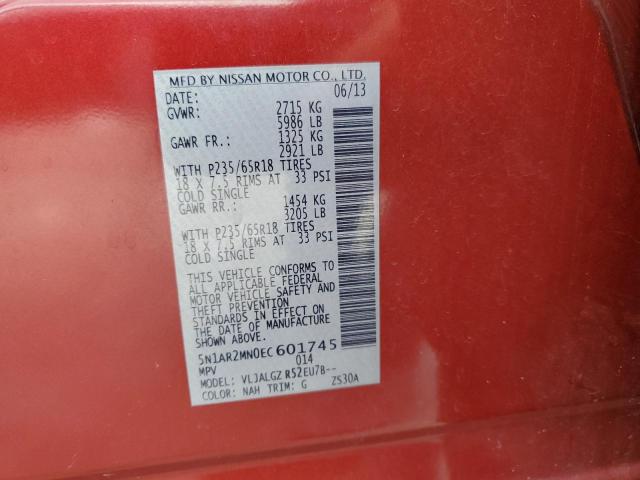 MFD BY NISSAN MOTOR CO., LTD.
DATE: 06/13
GVWR: 2715 KG
5986 LB
GAWR FR.: 1325 KG
2921 LB
WITH P235/65R18 TIRES
18 X 7.5 RIMS AT 33 PSI
COLD SINGLE
GAWR RR.: 1454 KG
3205 LB
WITH P235/65R18 TIRES
18 X 7.5 RIMS AT 33 PSI
COLD SINGLE
THIS VEHICLE CONFORMS TO
ALL APPLICABLE FEDERAL
MOTOR VEHICLE SAFETY AND
THEFT PREVENTION
STANDARDS IN EFFECT ON
THE DATE OF MANUFACTURE
SHOWN ABOVE.
5N1AR2MN0EC601745
MPV 014
MODEL: VLJALGZ R52EU7B--
COLOR: NAH TRIM: G ZS30A